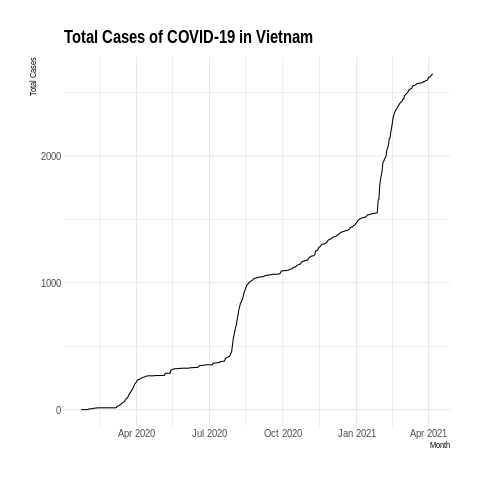 Total Cases of COVID-19 in Vietnam
Total Cases
2000
1000
0
Apr 2020
Jul 2020
Oct 2020
Jan 2021
Apr 2021
Month